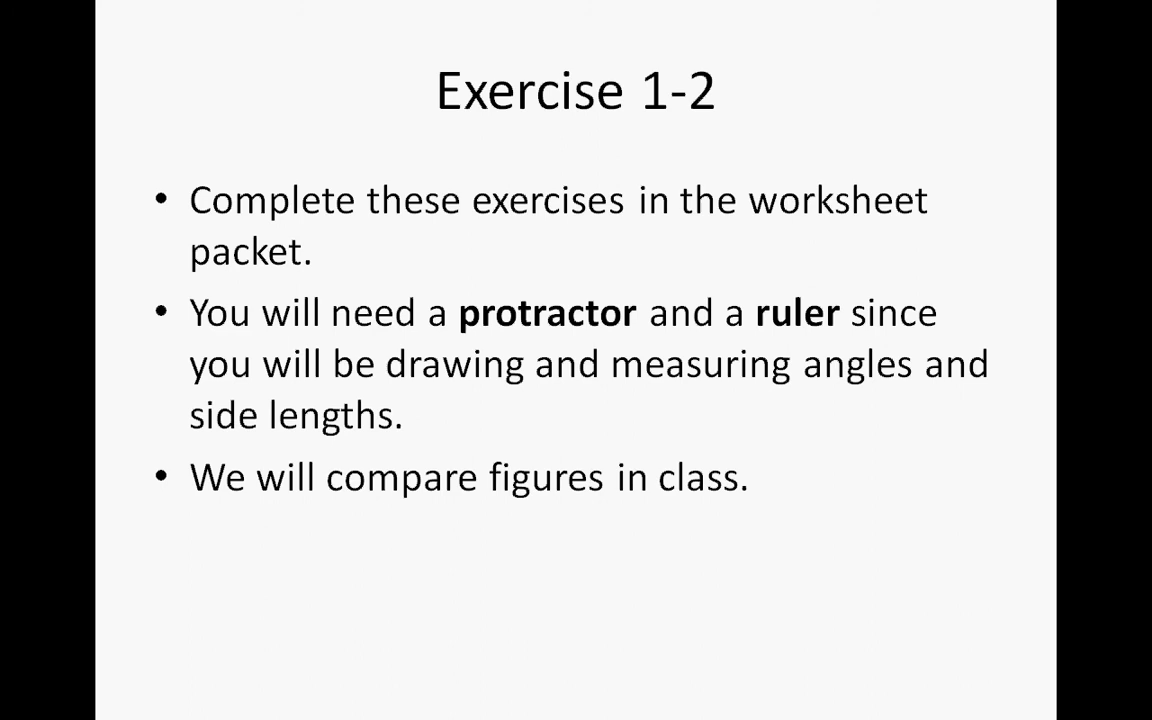 Exercise 1-2
• Complete these exercises in the worksheet
packet.
• You will need a protractor and a ruler since
you will be drawing and measuring angles and
side lengths.
• We will compare figures in class.